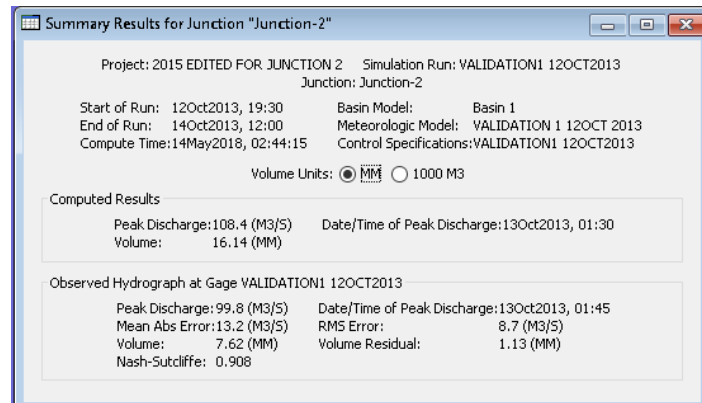 Summary Results for Junction "Junction-2"
Project: 2015 EDITED FOR JUNCTION 2 Simulation Run: VALIDATION1 12OCT2013
Junction: Junction-2
Start of Run: 12Oct2013, 19:30 Basin Model: Basin 1
End of Run: 14Oct2013, 12:00 Meteorologic Model: VALIDATION 1 12OCT 2013
Compute Time:14May2018, 02:44:15 Control Specifications:VALIDATION1 12OCT2013
Volume Units: MM 1000 M3
Computed Results
Peak Discharge:108.4 (M3/S) Date/Time of Peak Discharge:13Oct2013, 01:30
Volume: 16.14 (MM)
Observed Hydrograph at Gage VALIDATION1 12OCT2013
Peak Discharge:99.8 (M3/S) Date/Time of Peak Discharge:13Oct2013, 01:45
Mean Abs Error:13.2 (M3/S) RMS Error: 8.7 (M3/S)
Volume: 7.62 (MM) Volume Residual: 1.13 (MM)
Nash-Sutcliffe: 0.908